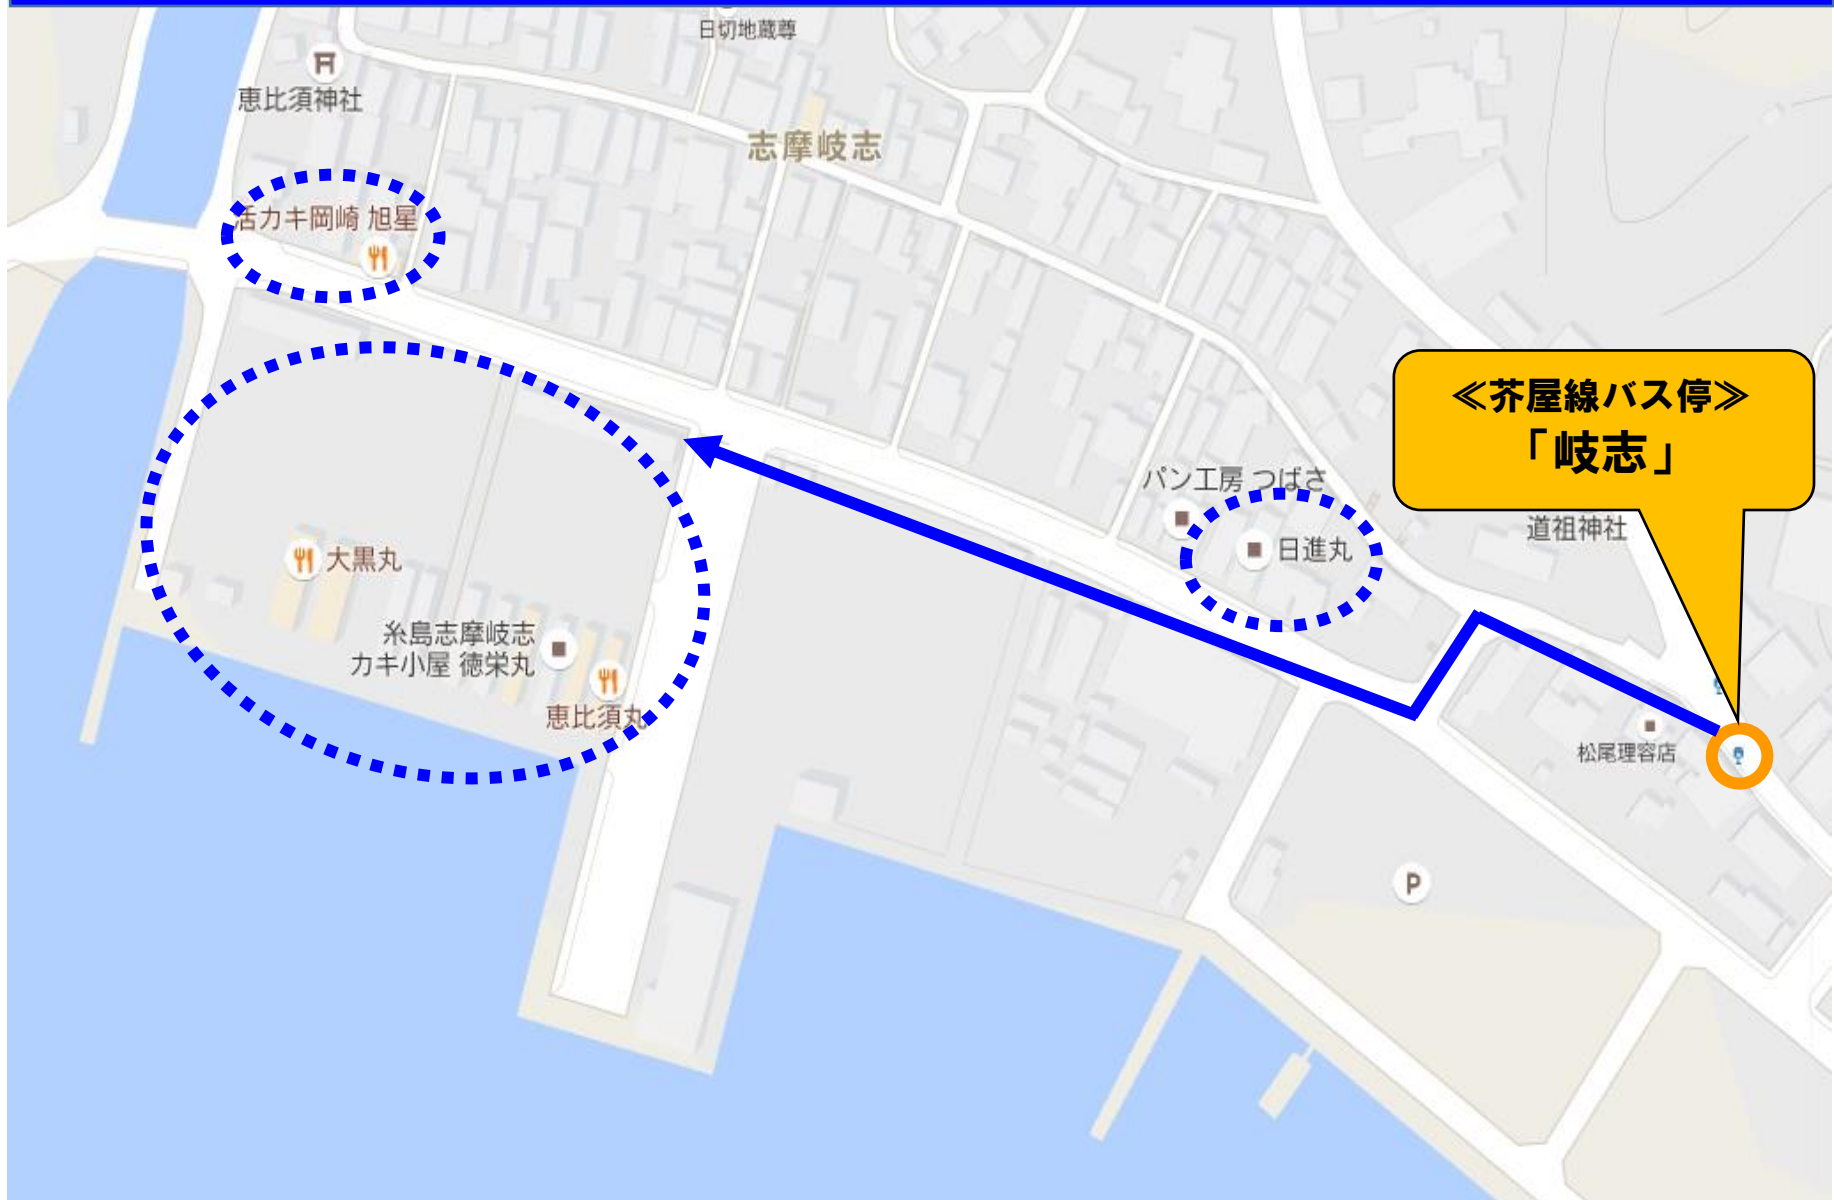 日切地蔵尊
恵比須神社
志摩岐志
活カキ岡崎 旭星
≪芥屋線バス停≫
「岐志」
パン工房 つばさ
道祖神社
日進丸
大黒丸
糸島志摩岐志
カキ小屋 徳栄丸
恵比須丸
松尾理容店
P